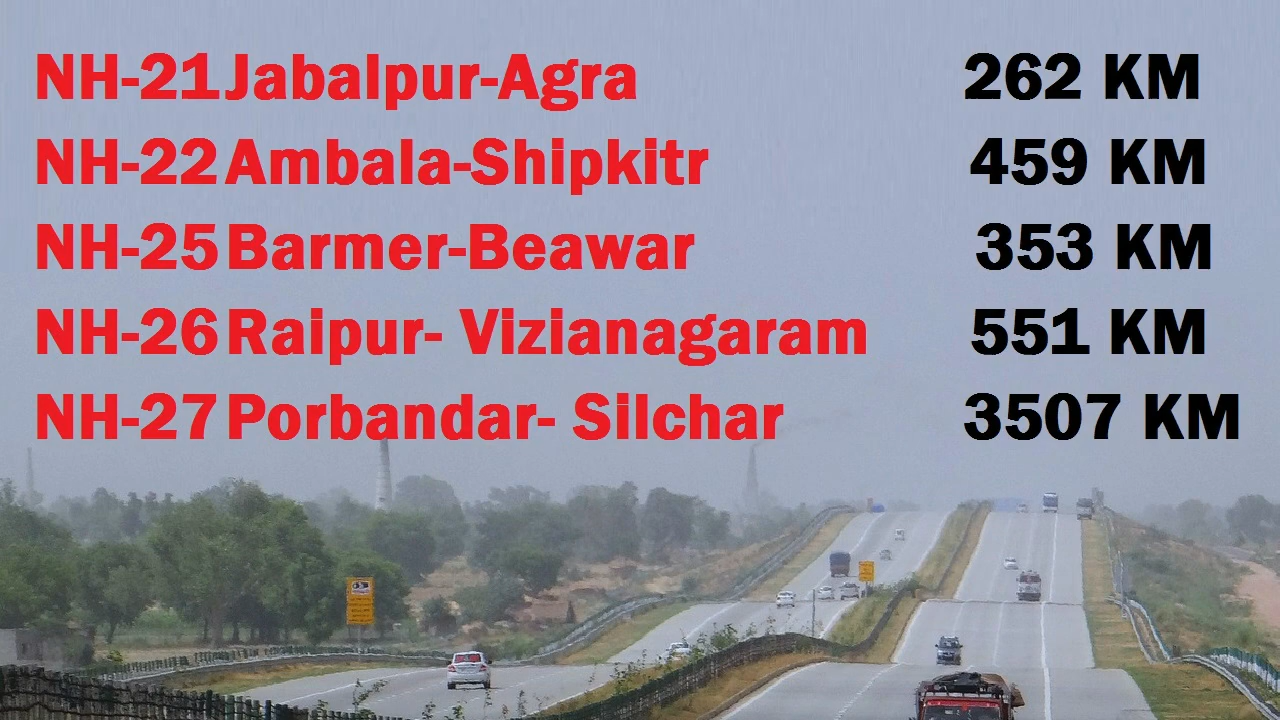 NH-21 Jabalpur-Agra 262 KM
NH-22 Ambala-Shipkitr 459 KM
NH-25 Barmer-Beawar 353 KM
NH-26 Raipur- Vizianagaram 551 KM
NH-27 Porbandar- Silchar 3507 KM